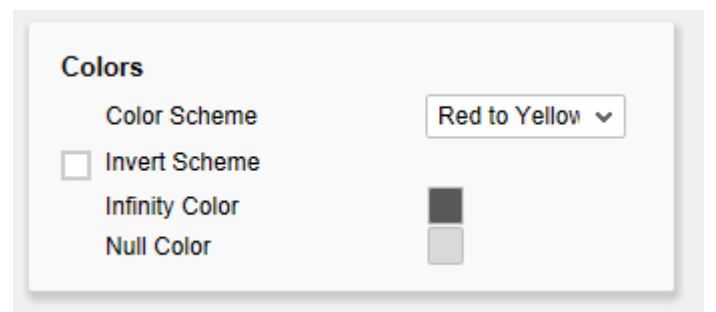 Colors
Color Scheme Red to Yellow
Invert Scheme
Infinity Color
Null Color